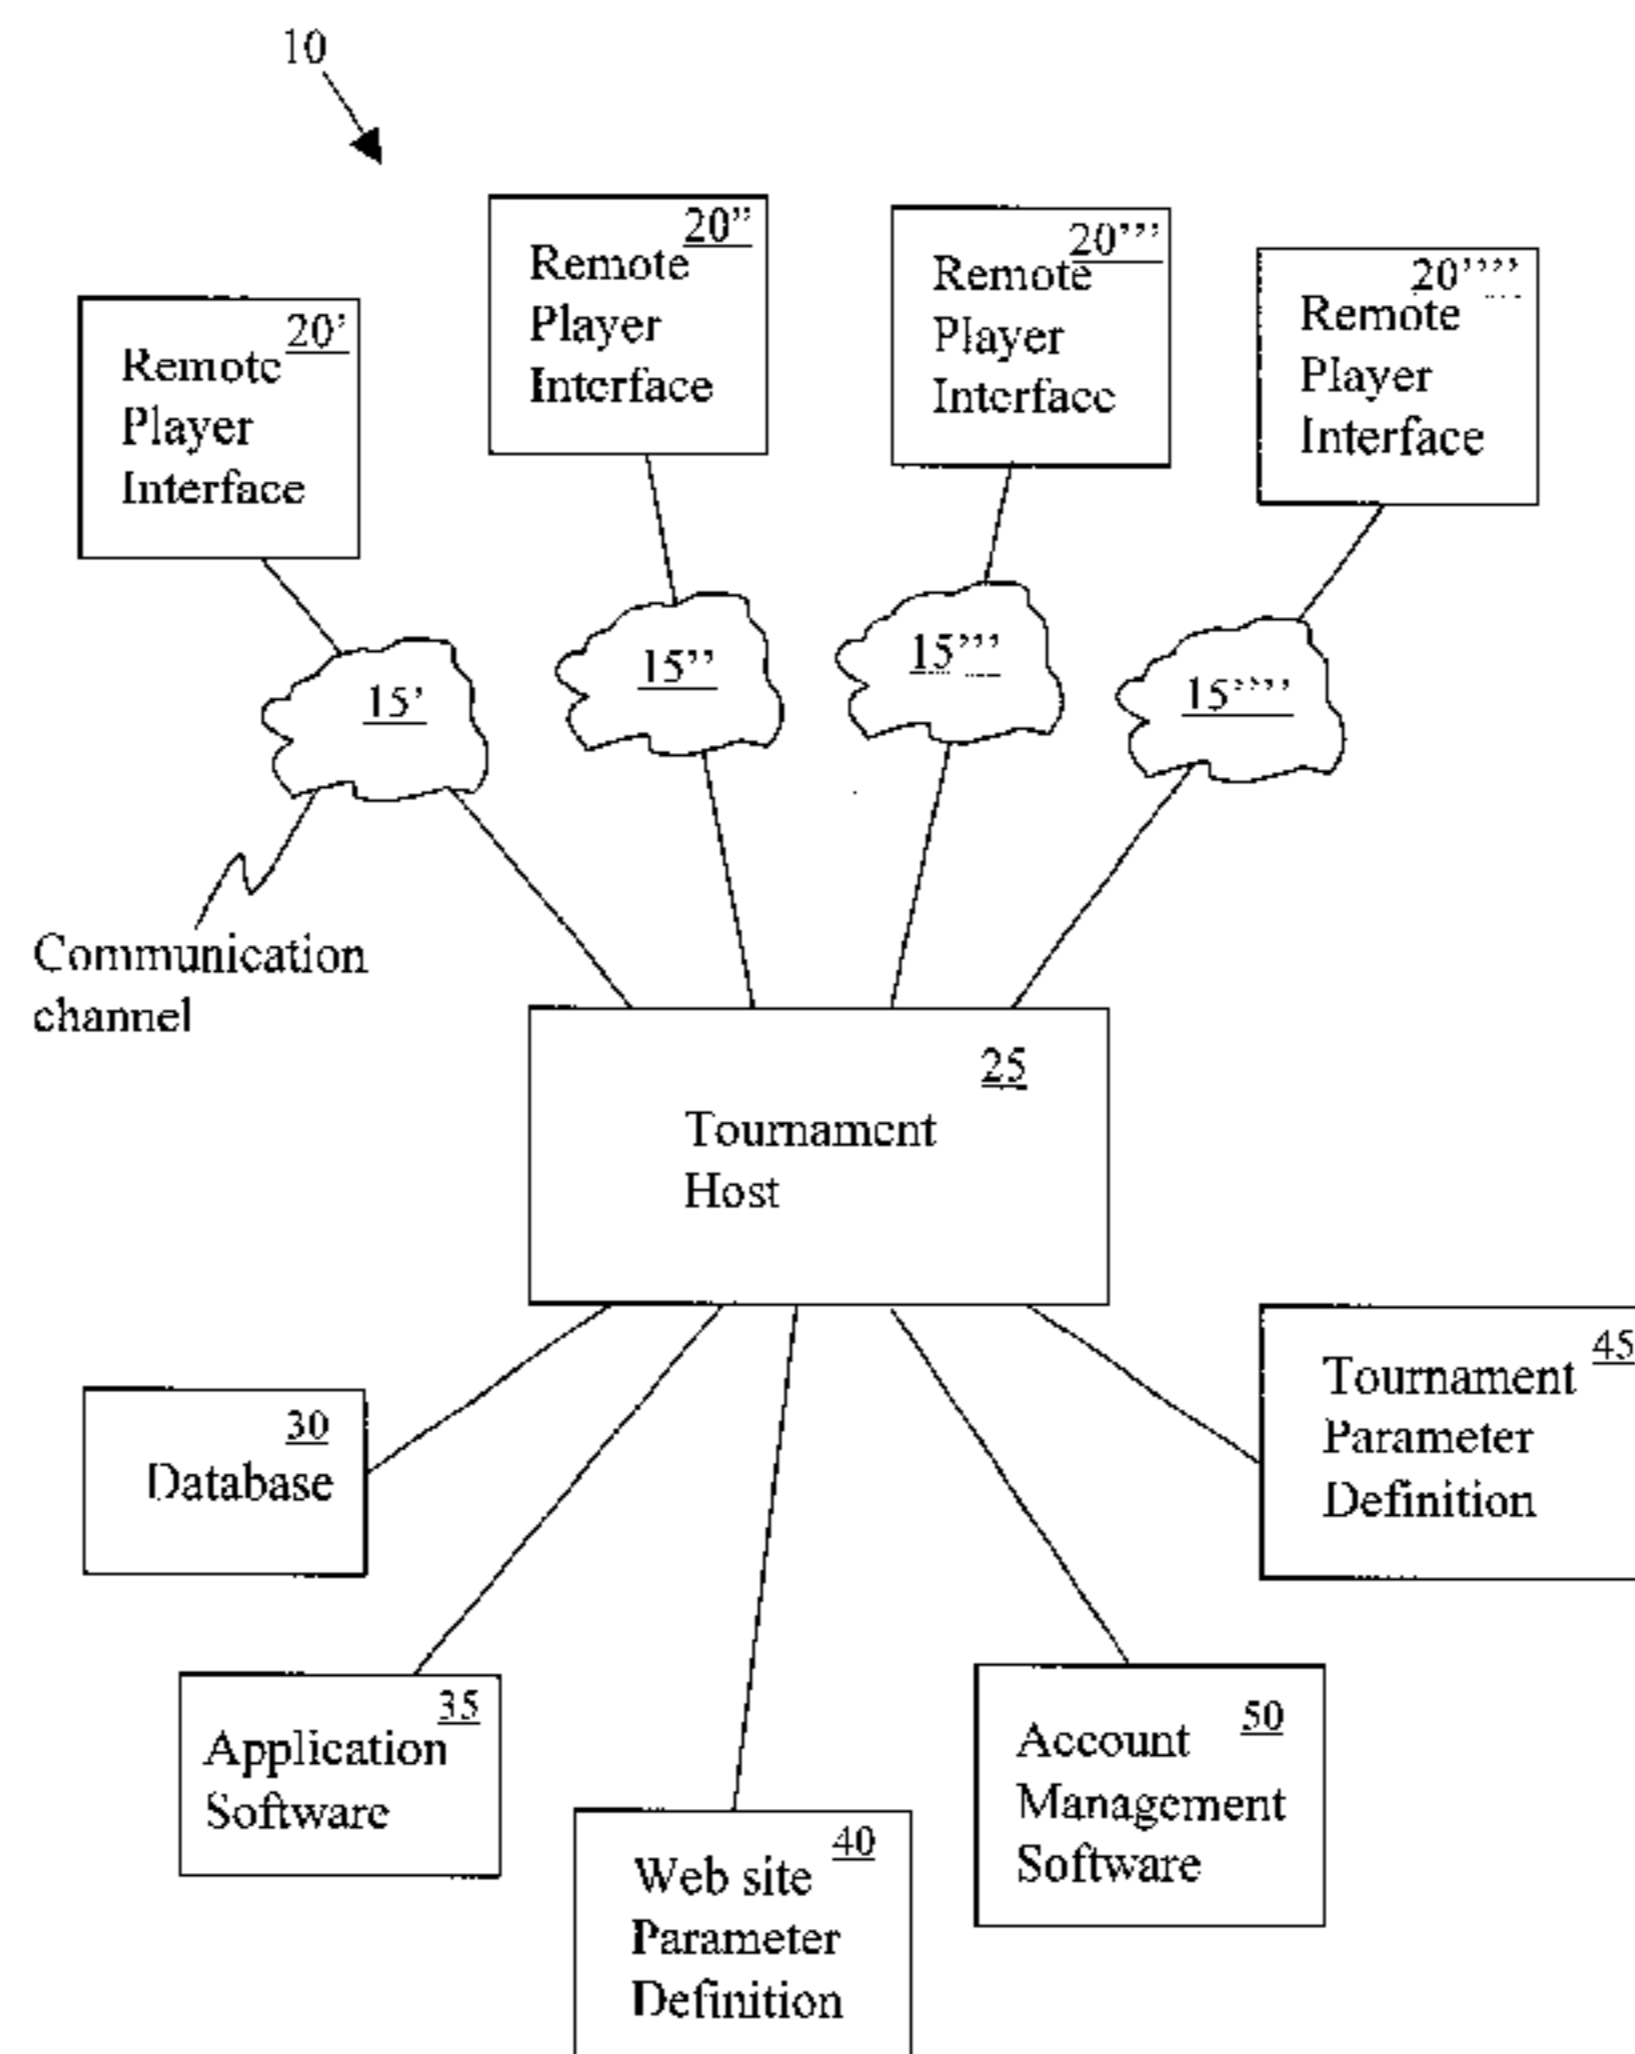 10
20’
Remote
Player
Interface
20’’
Remote
Player
Interface
20’’’
Remote
Player
Interface
20’’’’
Remote
Player
Interface
15’
15’’
15’’’
15’’’’
Communication
channel
25
Tournament
Host
30
Database
35
Application
Software
40
Web site
Parameter
Definition
50
Account
Management
Software
45
Tournament
Parameter
Definition